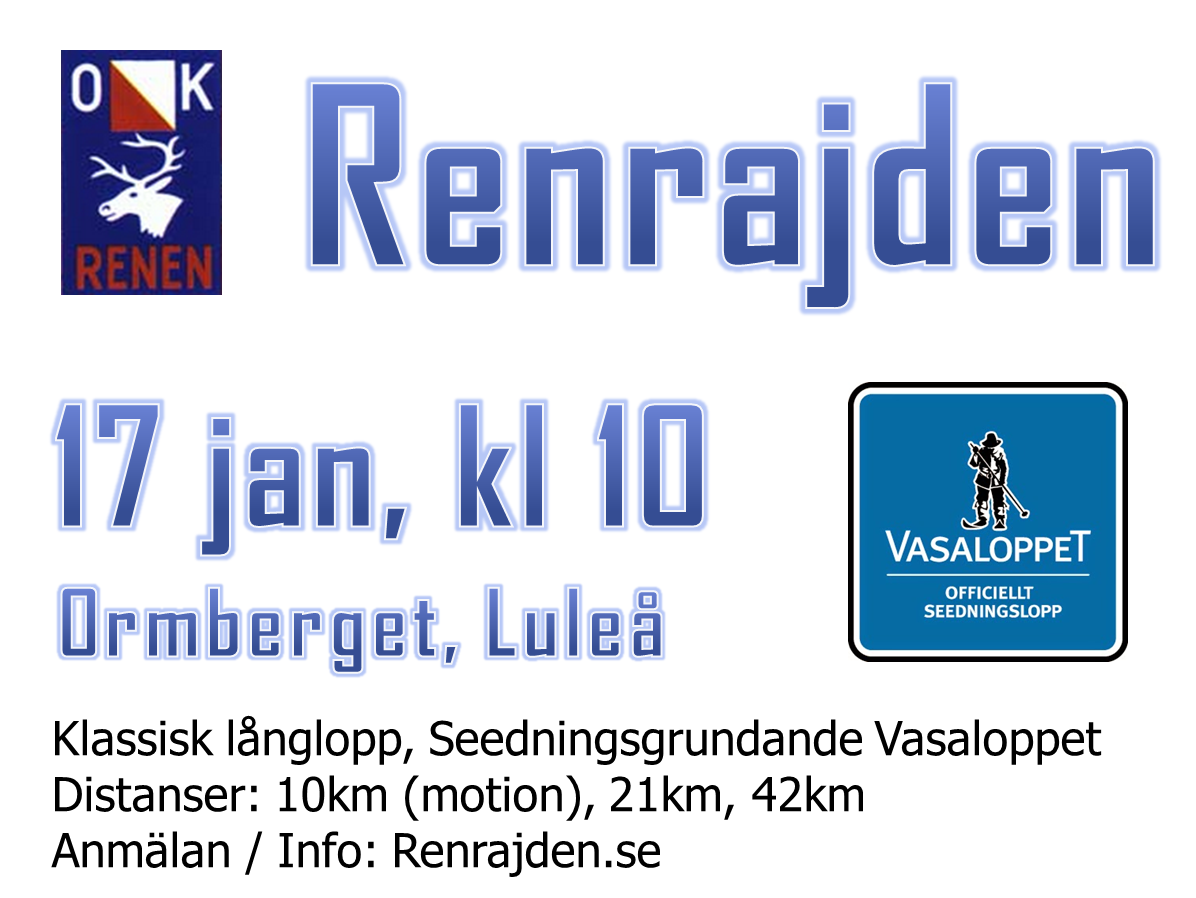 O K
RENEN
Renrajden
17 jan, kl 10
Ormberget, Luleå
VASALOPPET
OFFICIELLT
SEEDNINGSLOPP
Klassisk långlopp, Seedningsgrundande Vasaloppet
Distanser: 10km (motion), 21km, 42km
Anmälan / Info: Renrajden.se